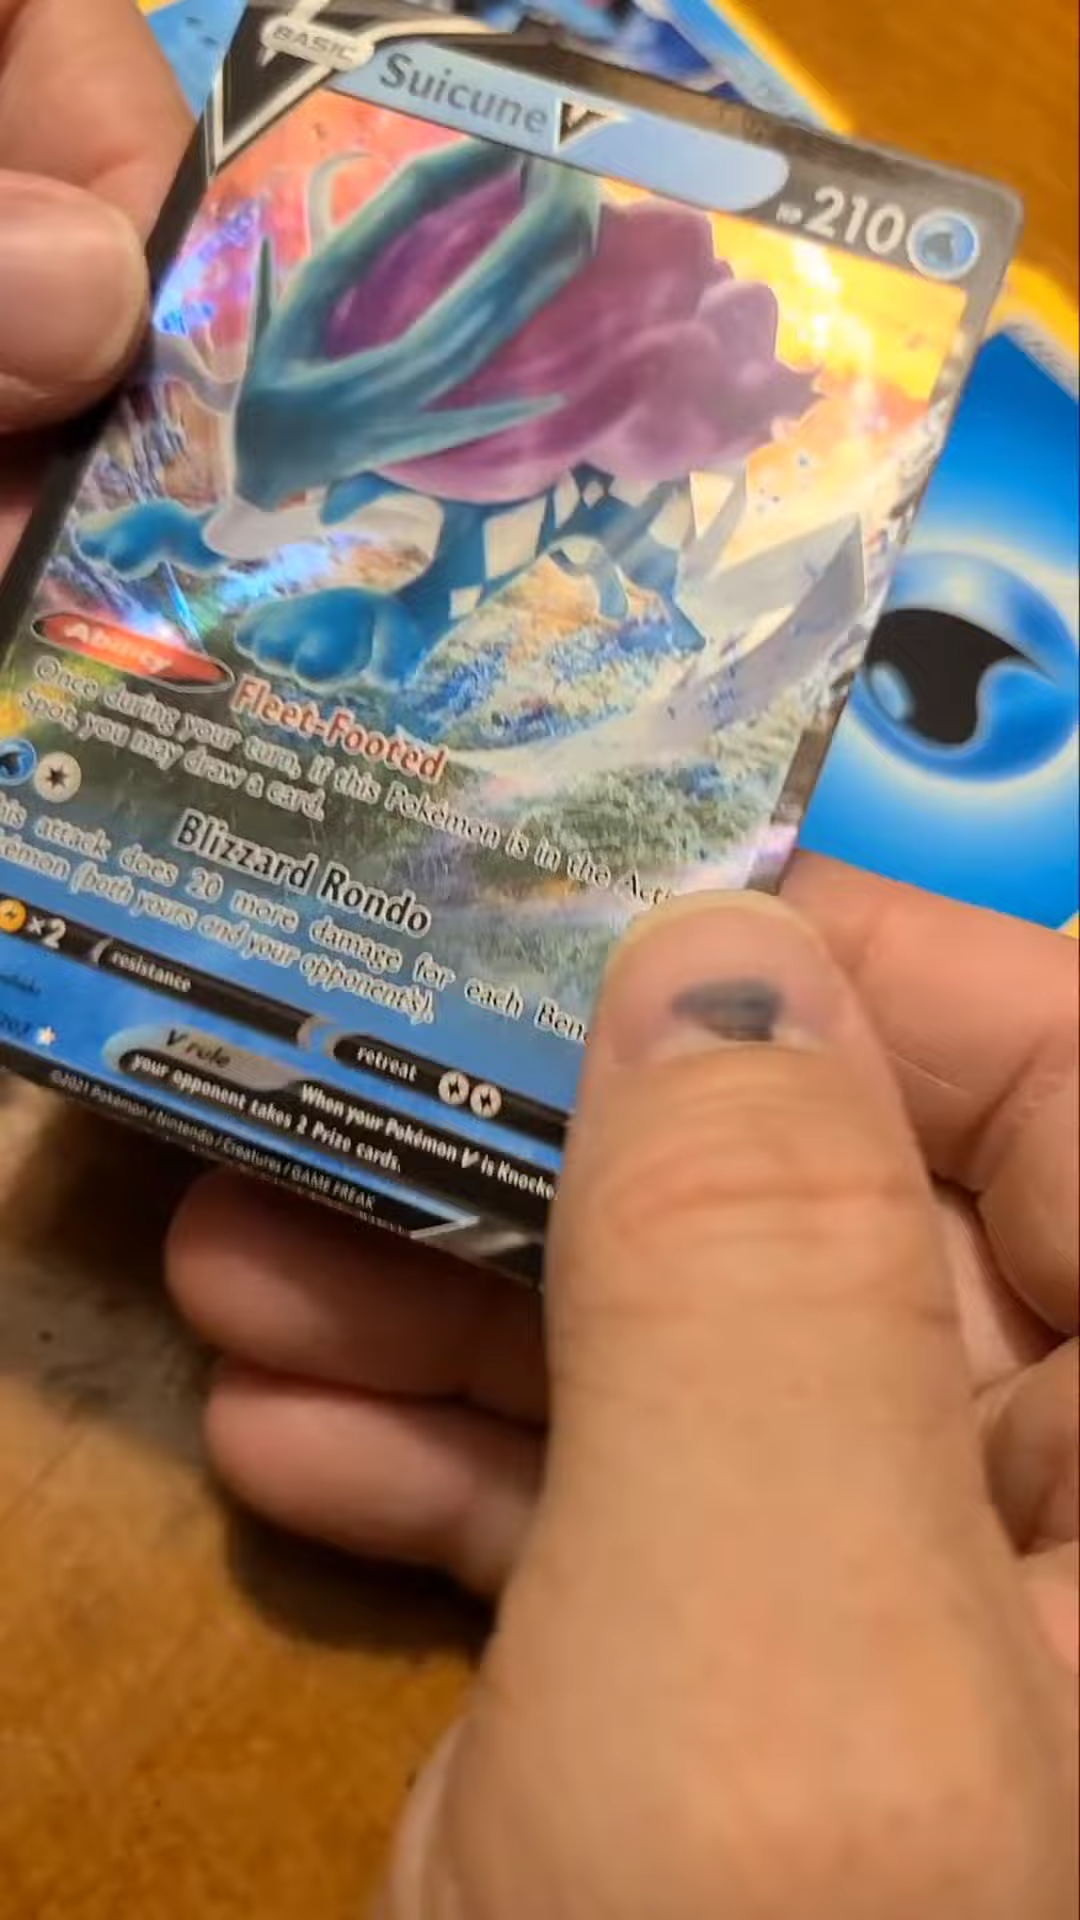 BASIC
Suicune V
HP 210
Ability
Fleet-Footed
Once during your turn, if this Pokémon is in the Acti
Spot, you may draw a card.
Blizzard Rondo
his attack does 20 more damage for each Ben
kémon (both yours and your opponent's).
×2
resistance
retreat
V rule
When your Pokémon V is Knocke
your opponent takes 2 Prize cards.
©2021 Pokémon / Nintendo / Creatures / GAME FREAK